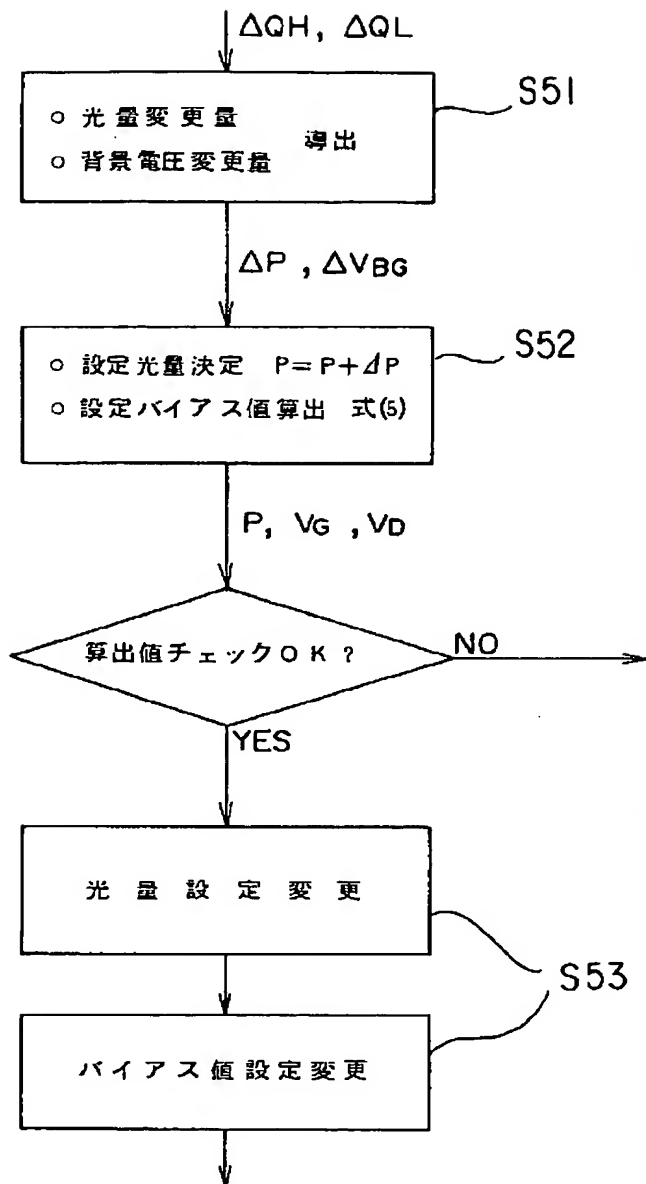 ΔQH, ΔQL
S51
○ 光量変更量
導出
○ 背景電圧変更量
ΔP, ΔVBG
S52
○ 設定光量決定 P=P+ΔP
○ 設定バイアス値算出 式(5)
P, VG, VD
算出値チェックOK?
NO
YES
光量設定変更
S53
バイアス値設定変更